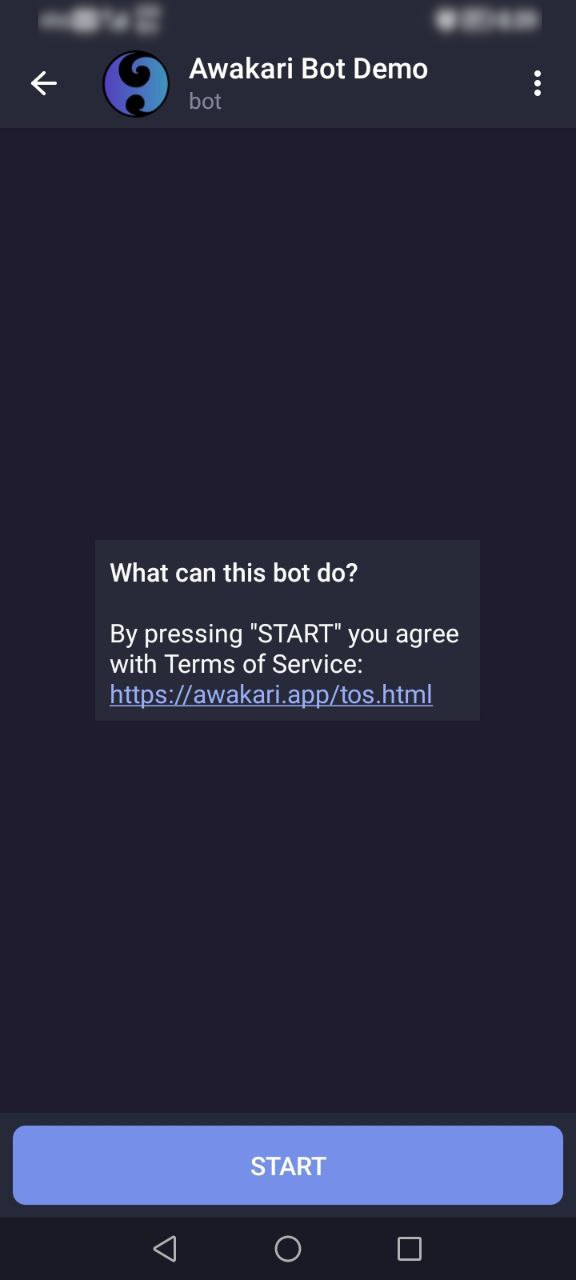 Awakari Bot Demo
bot
What can this bot do?
By pressing "START" you agree
with Terms of Service:
https://awakari.app/tos.html
START